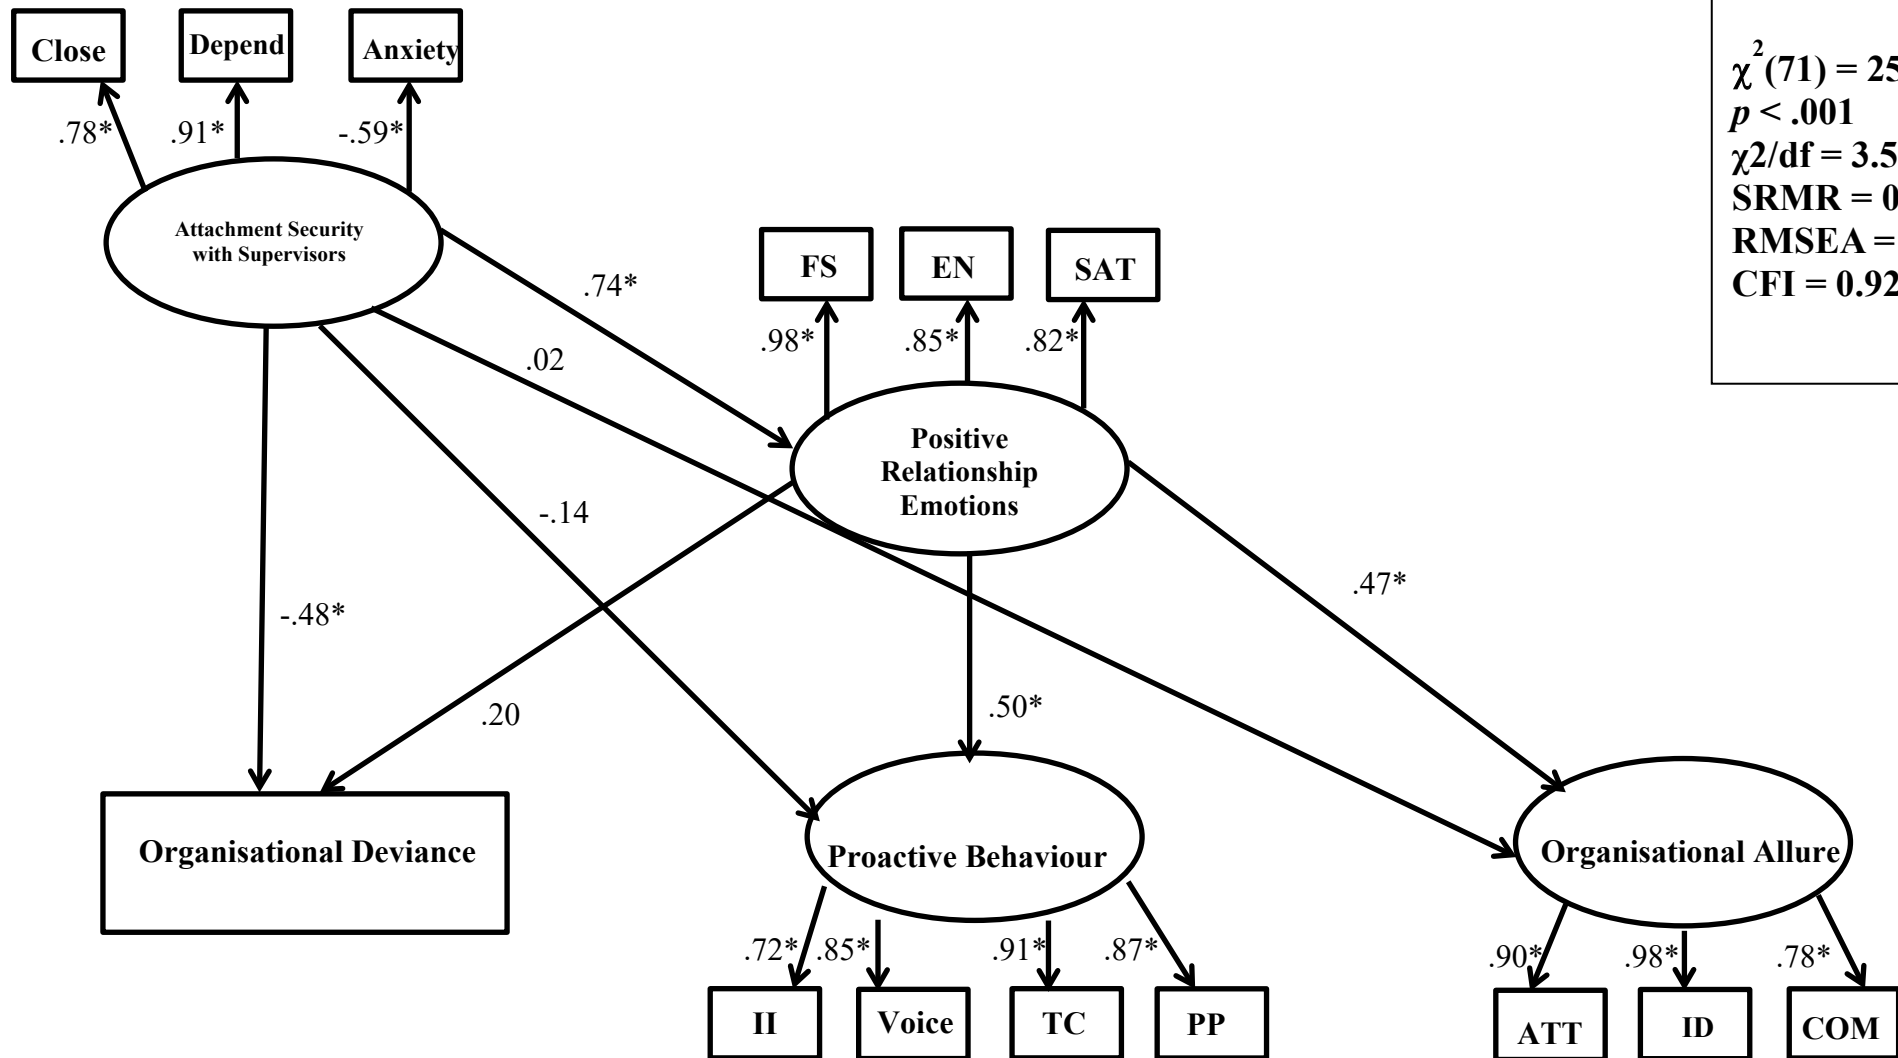 Close
Depend
Anxiety
.78*
.91*
-.59*
χ²(71) = 25
p < .001
χ2/df = 3.5
SRMR = 0
RMSEA =
CFI = 0.92
Attachment Security
with Supervisors
.74*
FS
EN
SAT
.98*
.85*
.82*
.02
Positive
Relationship
Emotions
-.14
-.48*
.47*
.20
.50*
Organisational Deviance
Proactive Behaviour
Organisational Allure
.72*
.85*
.91*
.87*
.90*
.98*
.78*
II
Voice
TC
PP
ATT
ID
COM